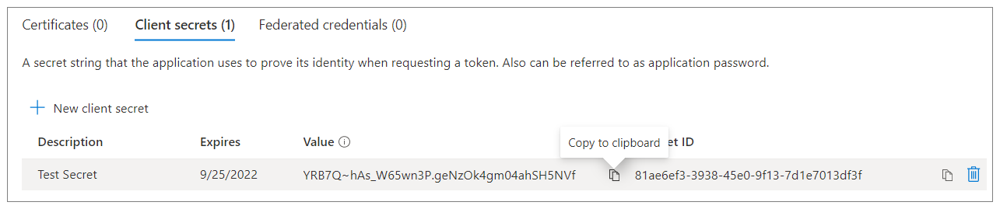 Certificates (0) Client secrets (1) Federated credentials (0)
A secret string that the application uses to prove its identity when requesting a token. Also can be referred to as application password.
New client secret
Copy to clipboard
Description Expires Value et ID
Test Secret 9/25/2022 YRB7Q~hAs_W65wn3P.geNzOk4gm04ahSH5NVf 81ae6ef3-3938-45e0-9f13-7d1e7013df3f